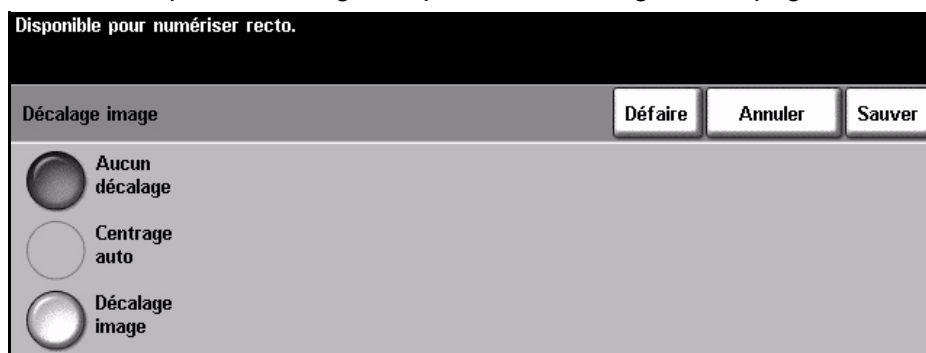 Disponible pour numériser recto.
Décalage image
Défaire
Annuler
Sauver
Aucun
décalage
Centrage
auto
Décalage
image